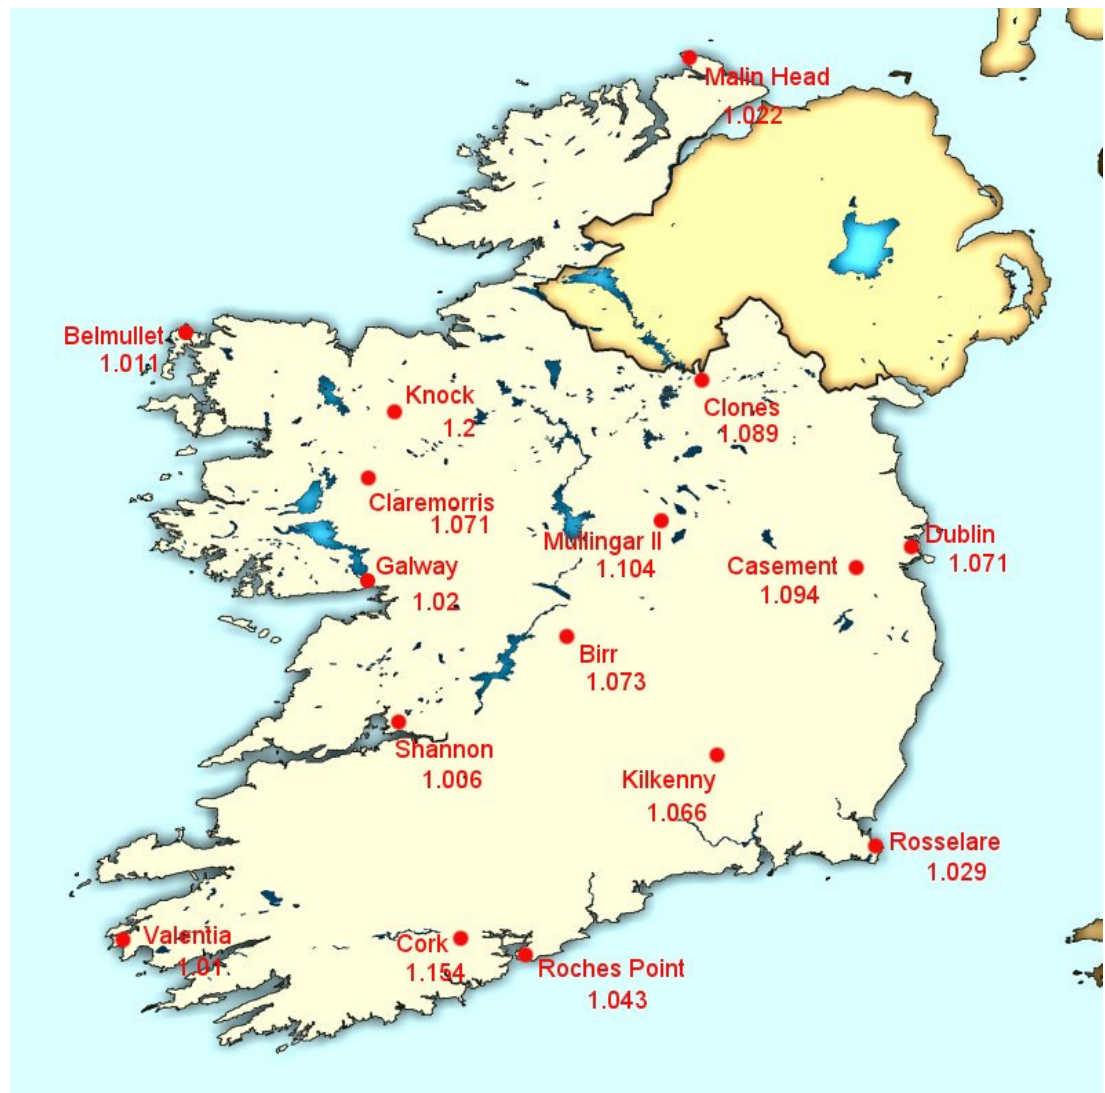 Malin Head
1.022
Belmullet
1.011
Knock
1.2
Clones
1.089
Claremorris
1.071
Mullingar II
1.104
Dublin
1.071
Galway
1.02
Casement
1.094
Birr
1.073
Shannon
1.006
Kilkenny
1.066
Rosselare
1.029
Valentia
1.01
Cork
1.154
Roches Point
1.043